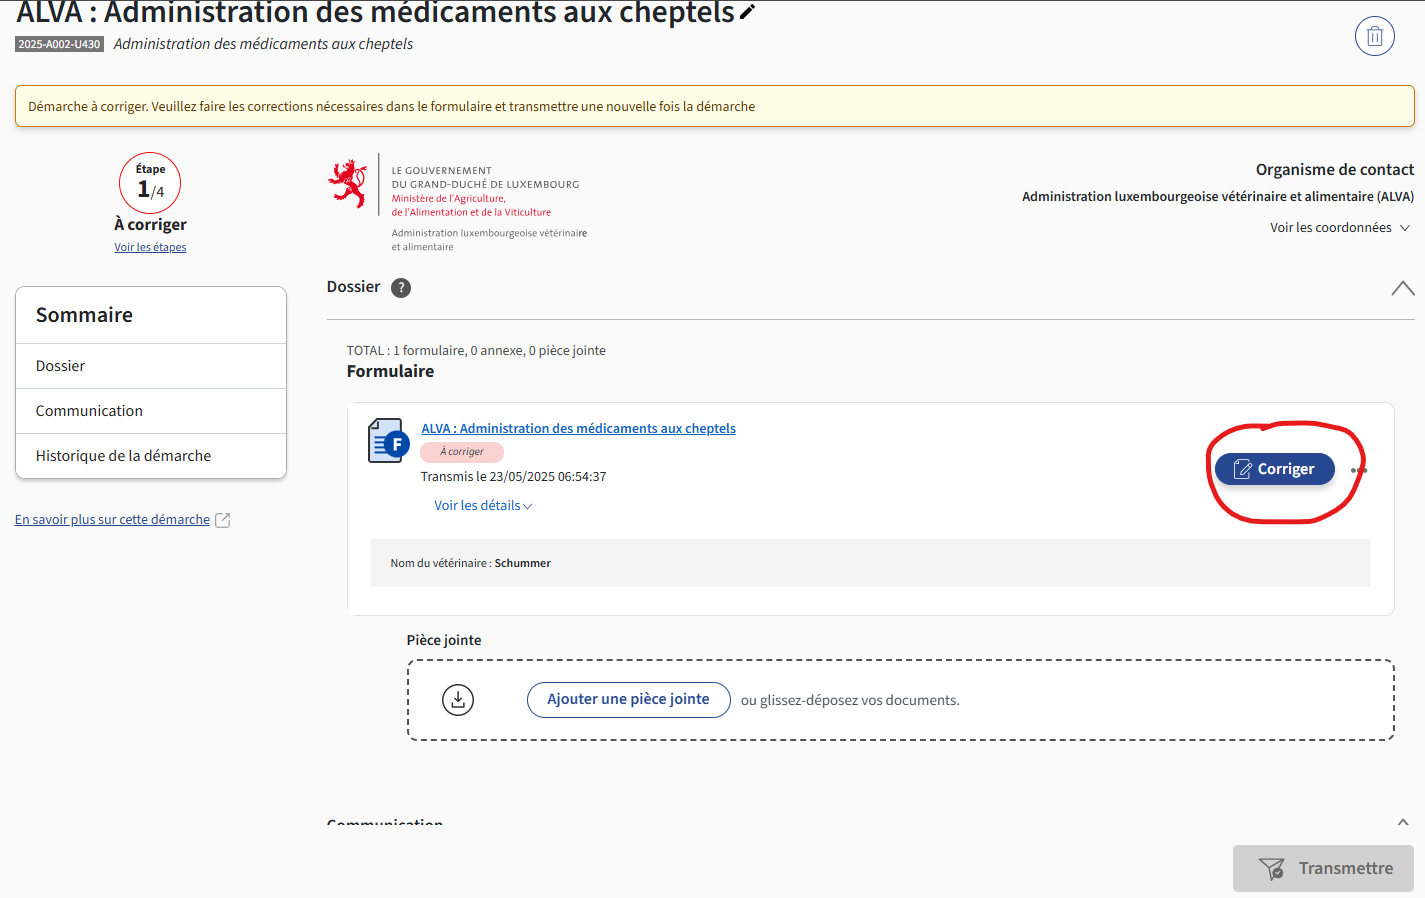 ALVA : Administration des médicaments aux cheptels
2025-A002-U430 Administration des médicaments aux cheptels
Démarche à corriger. Veuillez faire les corrections nécessaires dans le formulaire et transmettre une nouvelle fois la démarche
Étape
1/4
À corriger
Voir les étapes
LE GOUVERNEMENT
DU GRAND-DUCHÉ DE LUXEMBOURG
Ministère de l'Agriculture,
de l'Alimentation et de la Viticulture
Administration luxembourgeoise vétérinaire
et alimentaire
Organisme de contact
Administration luxembourgeoise vétérinaire et alimentaire (ALVA)
Voir les coordonnées
Sommaire
Dossier
Communication
Historique de la démarche
En savoir plus sur cette démarche
Dossier ?
TOTAL : 1 formulaire, 0 annexe, 0 pièce jointe
Formulaire
F
ALVA : Administration des médicaments aux cheptels
À corriger
Transmis le 23/05/2025 06:54:37
Voir les détails
Corriger
Nom du vétérinaire : Schummer
Pièce jointe
Ajouter une pièce jointe ou glissez-déposez vos documents.
Communication
Transmettre